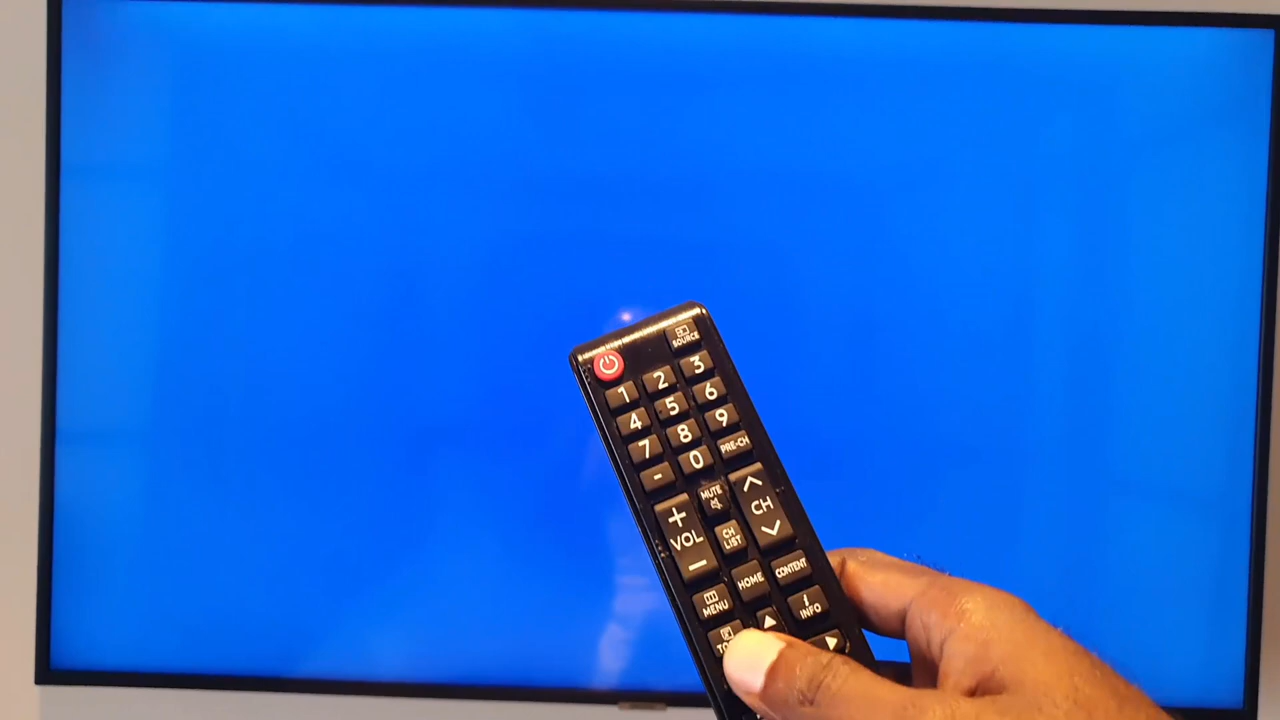 SOURCE
1 2 3
4 5 6
7 8 9
- 0 PRE-CH
MUTE
+ VOL -
CH
CH LIST
HOME
CONTENT
MENU
INFO